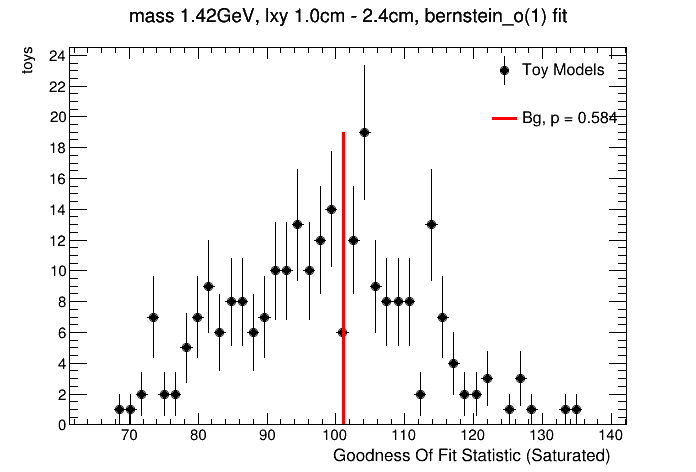 mass 1.42GeV, lxy 1.0cm - 2.4cm, bernstein_o(1) fit
toys
24
22
20
18
16
14
12
10
8
6
4
2
0
Toy Models
Bg, p = 0.584
70 80 90 100 110 120 130 140
Goodness Of Fit Statistic (Saturated)